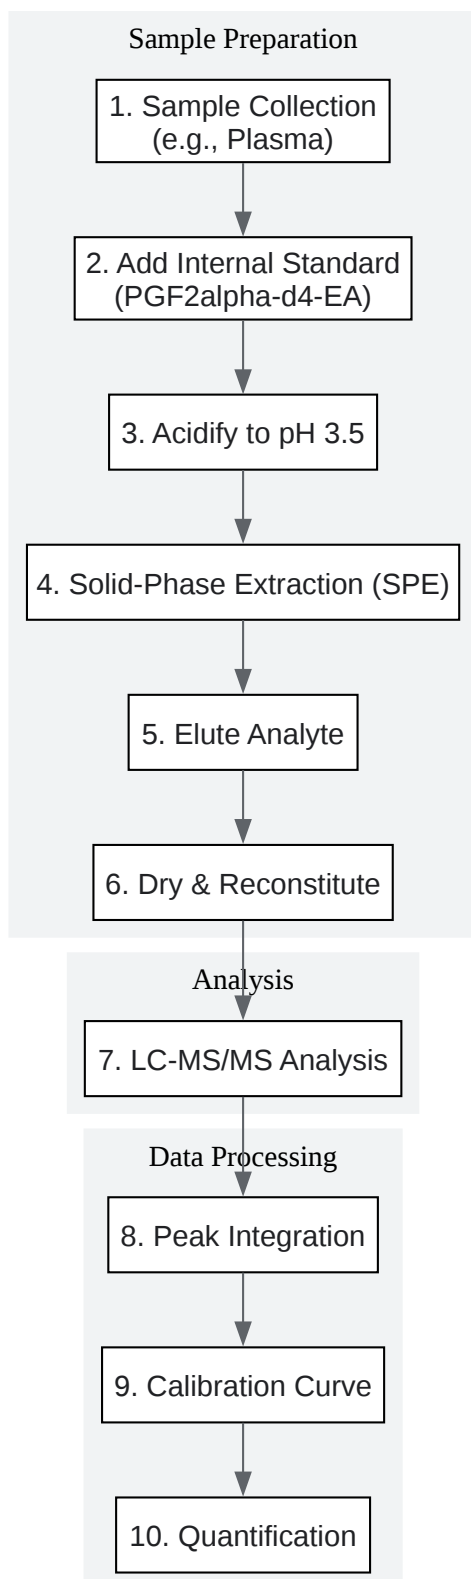 Sample Preparation
1. Sample Collection
(e.g., Plasma)
2. Add Internal Standard
(PGF2alpha-d4-EA)
3. Acidify to pH 3.5
4. Solid-Phase Extraction (SPE)
5. Elute Analyte
6. Dry & Reconstitute
Analysis
7. LC-MS/MS Analysis
Data Processing
8. Peak Integration
9. Calibration Curve
10. Quantification